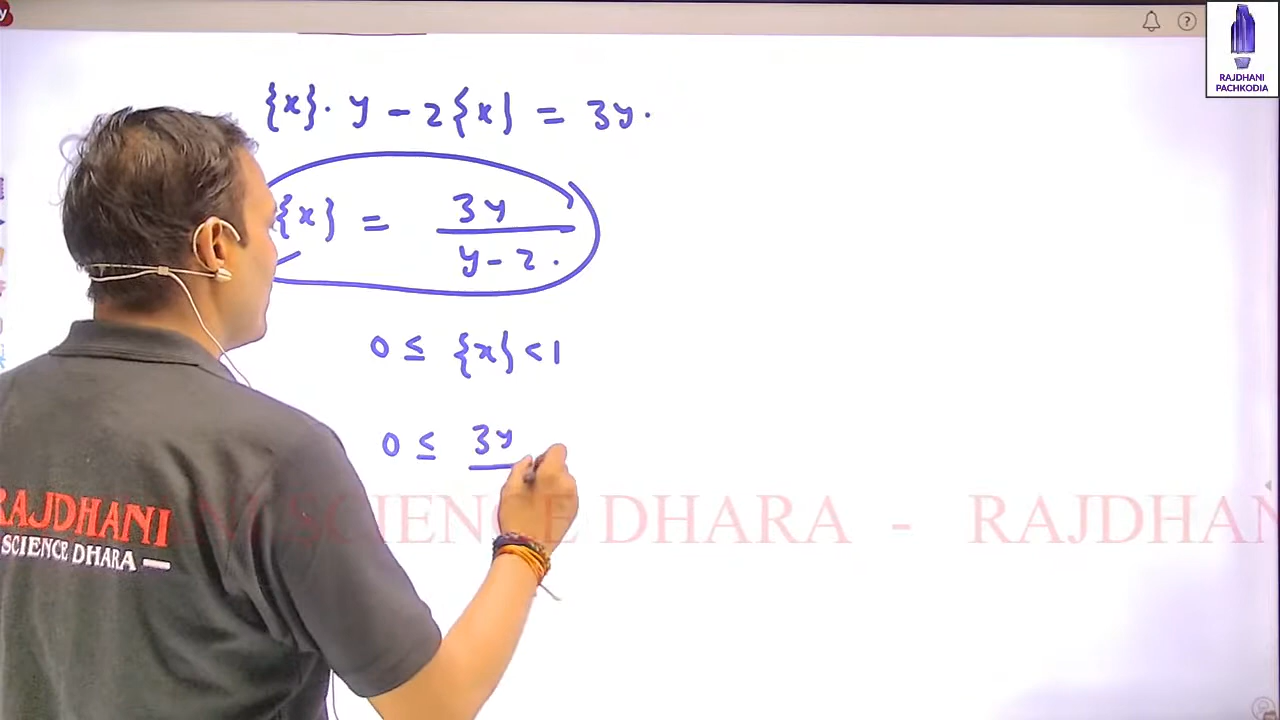 y
RAJDHANI
PACHKODIA
{x}. y - 2{x} = 3y.
{x} = 3y / y-2.
0 ≤ {x} < 1
0 ≤ 3y
SCIENCE DHARA - RAJDHAN
RAJDHANI
SCIENCE DHARA —